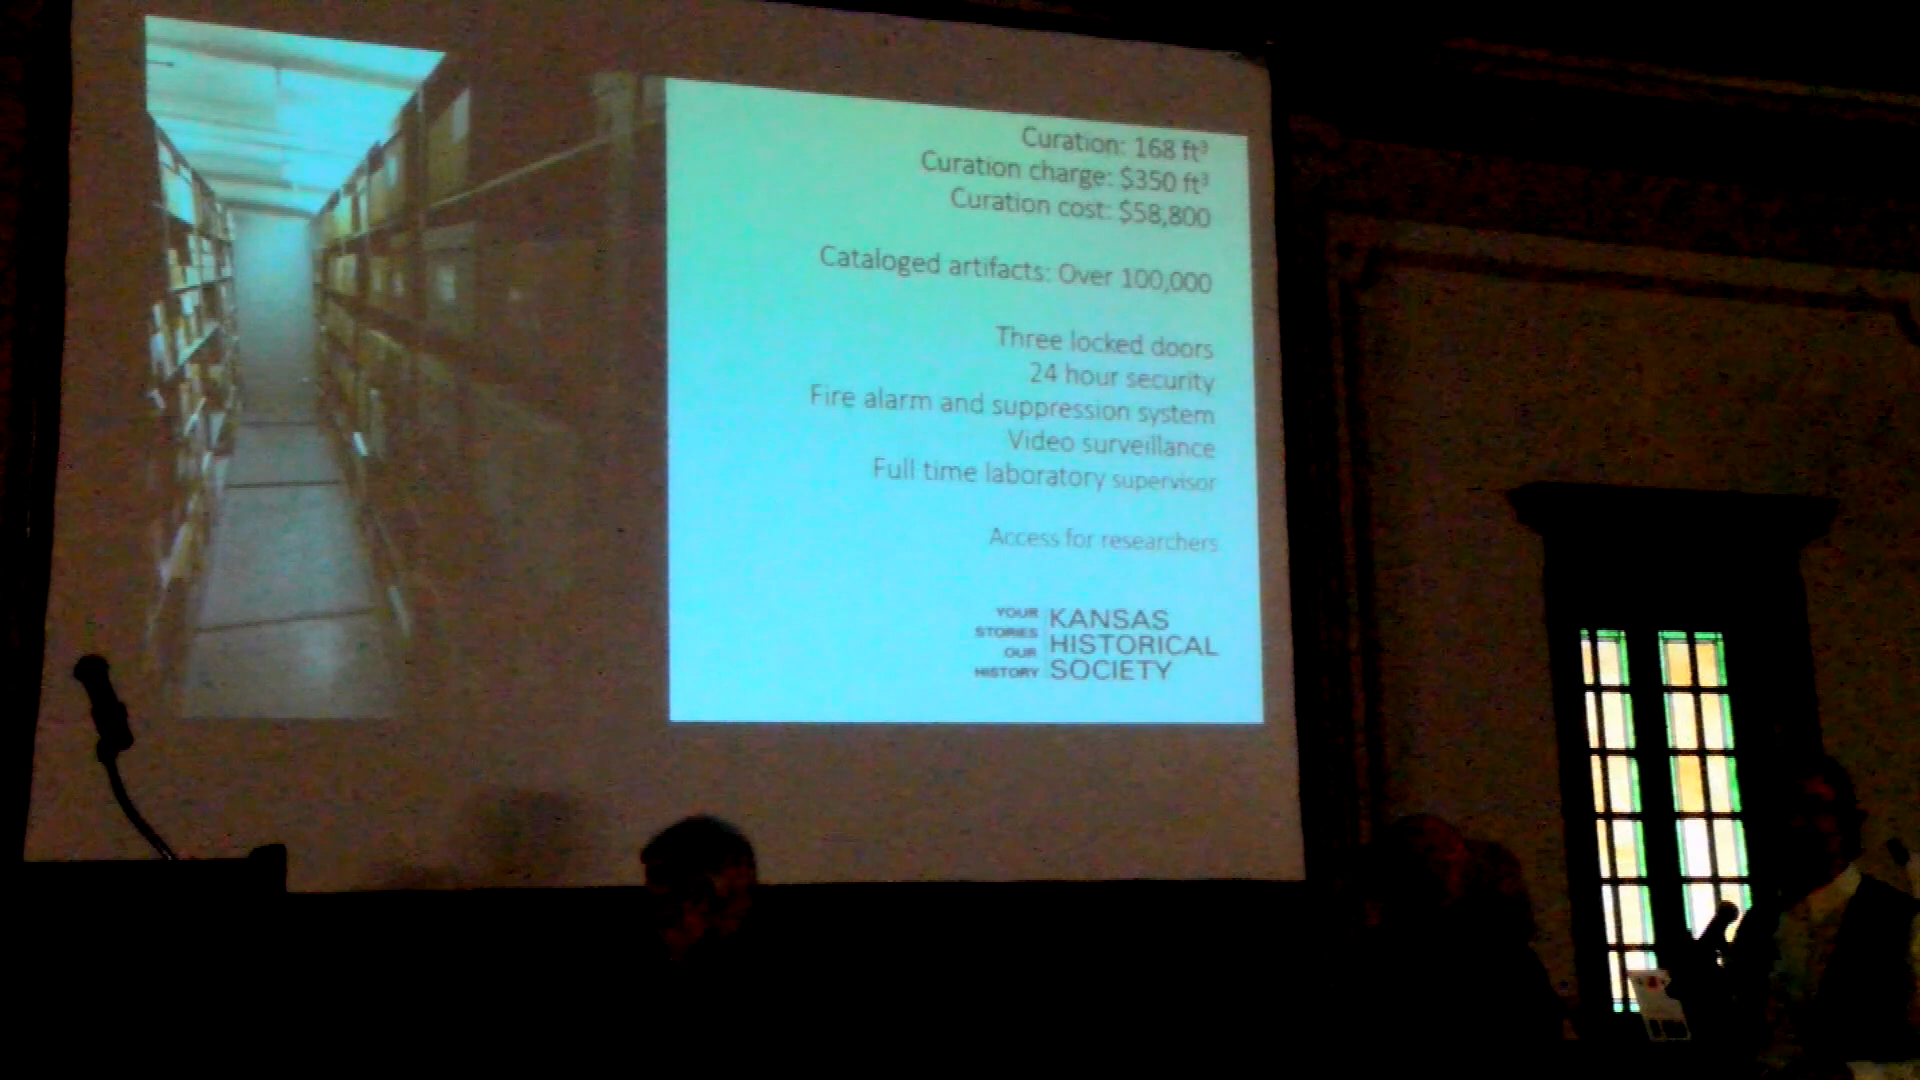 Curation: 168 ft³
Curation charge: $350 ft³
Curation cost: $58,800
Cataloged artifacts: Over 100,000
Three locked doors
24 hour security
Fire alarm and suppression system
Video surveillance
Full time laboratory supervisor
Access for researchers
YOUR
STORIES
OUR
HISTORY
KANSAS
HISTORICAL
SOCIETY